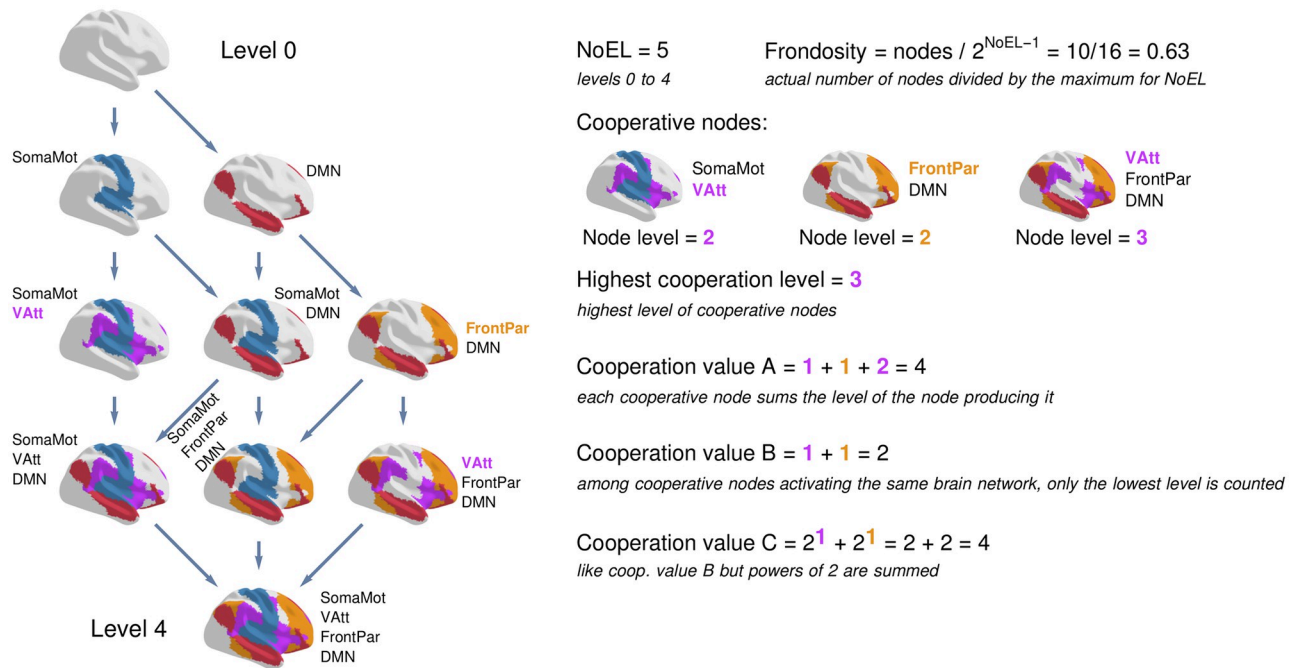 Level 0
SomaMot
DMN
SomaMot
VAtt
SomaMot
DMN
FrontPar
DMN
SomaMot
VAtt
DMN
SomaMot
FrontPar
DMN
VAtt
FrontPar
DMN
Level 4
SomaMot
VAtt
FrontPar
DMN
NoEL = 5
levels 0 to 4
Frondosity = nodes / 2^NoEL−1 = 10/16 = 0.63
actual number of nodes divided by the maximum for NoEL
Cooperative nodes:
SomaMot
VAtt
Node level = 2
FrontPar
DMN
Node level = 2
VAtt
FrontPar
DMN
Node level = 3
Highest cooperation level = 3
highest level of cooperative nodes
Cooperation value A = 1 + 1 + 2 = 4
each cooperative node sums the level of the node producing it
Cooperation value B = 1 + 1 = 2
among cooperative nodes activating the same brain network, only the lowest level is counted
Cooperation value C = 2^1 + 2^1 = 2 + 2 = 4
like coop. value B but powers of 2 are summed